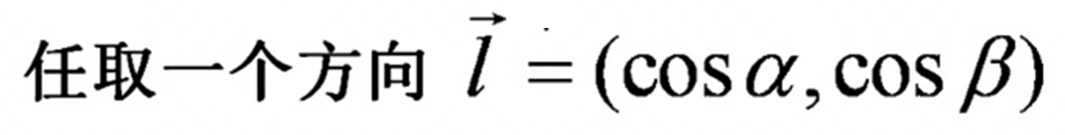 任取一个方向 $\vec{l} = (\cos\alpha, \cos\beta)$